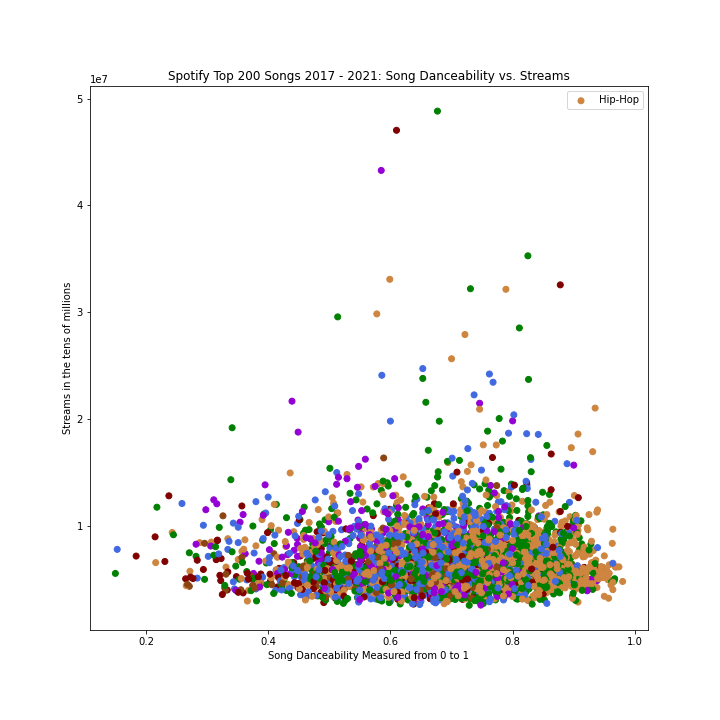 Spotify Top 200 Songs 2017 - 2021: Song Danceability vs. Streams
1e7
Hip-Hop
5
4
3
2
1
Streams in the tens of millions
0.2 0.4 0.6 0.8 1.0
Song Danceability Measured from 0 to 1